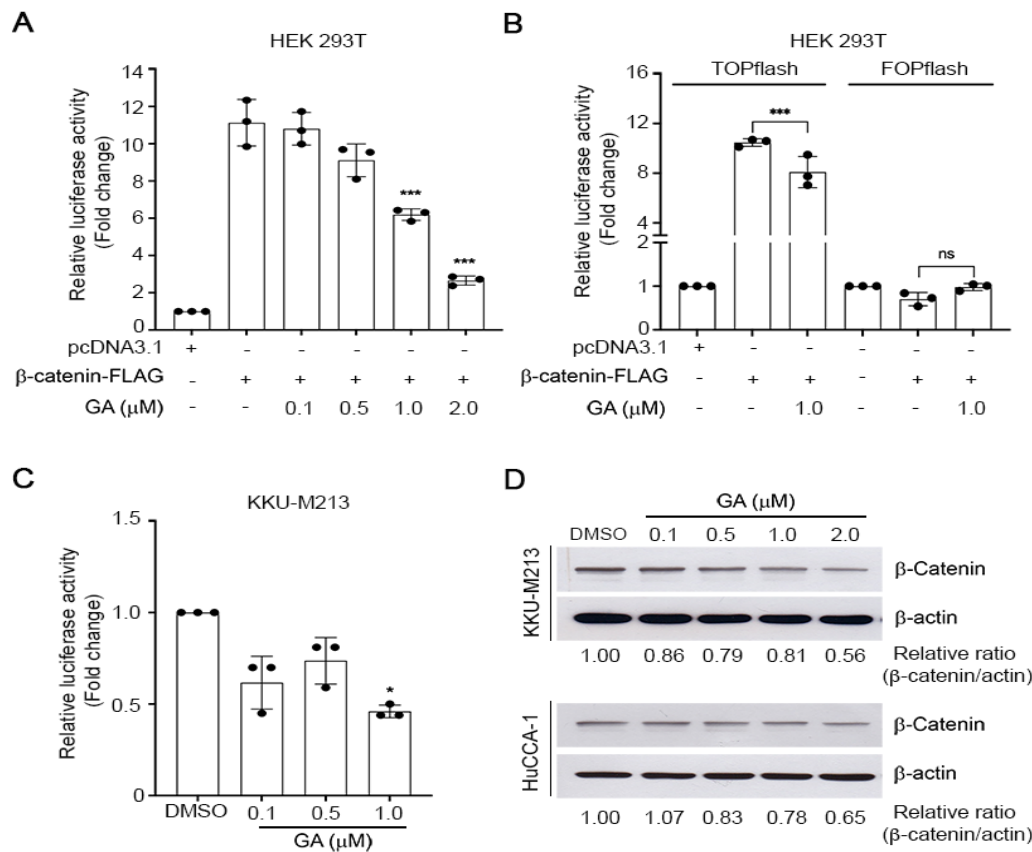 A
HEK 293T
Relative luciferase activity
(Fold change)
14
12
10
8
6
4
2
0
***
***
pcDNA3.1 + - - - - -
β-catenin-FLAG - + + + + +
GA (μM) - - 0.1 0.5 1.0 2.0
B
HEK 293T
TOPflash FOPflash
Relative luciferase activity
(Fold change)
16
12
8
4
2
1
0
***
ns
pcDNA3.1 + - - - - -
β-catenin-FLAG - + + - + +
GA (μM) - - 1.0 - - 1.0
C
KKU-M213
Relative luciferase activity
(Fold change)
1.5
1.0
0.5
0
*
DMSO 0.1 0.5 1.0
GA (μM)
D
GA (μM)
DMSO 0.1 0.5 1.0 2.0
KKU-M213
β-Catenin
β-actin
1.00 0.86 0.79 0.81 0.56 Relative ratio
(β-catenin/actin)
HuCCA-1
β-Catenin
β-actin
1.00 1.07 0.83 0.78 0.65 Relative ratio
(β-catenin/actin)